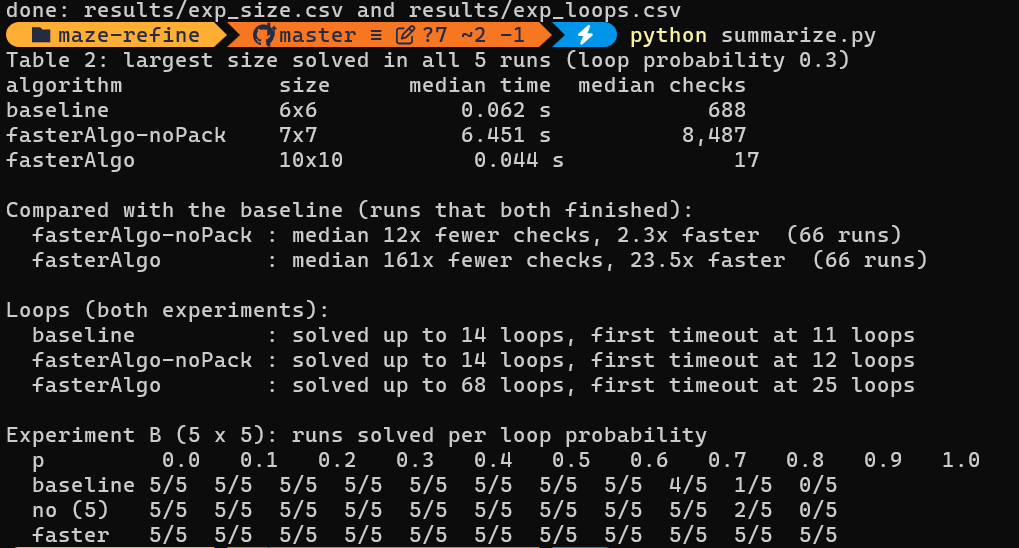 done: results/exp_size.csv and results/exp_loops.csv
maze-refine master ≡ ?7 ~2 -1 python summarize.py
Table 2: largest size solved in all 5 runs (loop probability 0.3)
algorithm size median time median checks
baseline 6x6 0.062 s 688
fasterAlgo-noPack 7x7 6.451 s 8,487
fasterAlgo 10x10 0.044 s 17
Compared with the baseline (runs that both finished):
fasterAlgo-noPack : median 12x fewer checks, 2.3x faster (66 runs)
fasterAlgo : median 161x fewer checks, 23.5x faster (66 runs)
Loops (both experiments):
baseline : solved up to 14 loops, first timeout at 11 loops
fasterAlgo-noPack : solved up to 14 loops, first timeout at 12 loops
fasterAlgo : solved up to 68 loops, first timeout at 25 loops
Experiment B (5 x 5): runs solved per loop probability
p 0.0 0.1 0.2 0.3 0.4 0.5 0.6 0.7 0.8 0.9 1.0
baseline 5/5 5/5 5/5 5/5 5/5 5/5 5/5 5/5 4/5 1/5 0/5
no (5) 5/5 5/5 5/5 5/5 5/5 5/5 5/5 5/5 5/5 2/5 0/5
faster 5/5 5/5 5/5 5/5 5/5 5/5 5/5 5/5 5/5 5/5 5/5